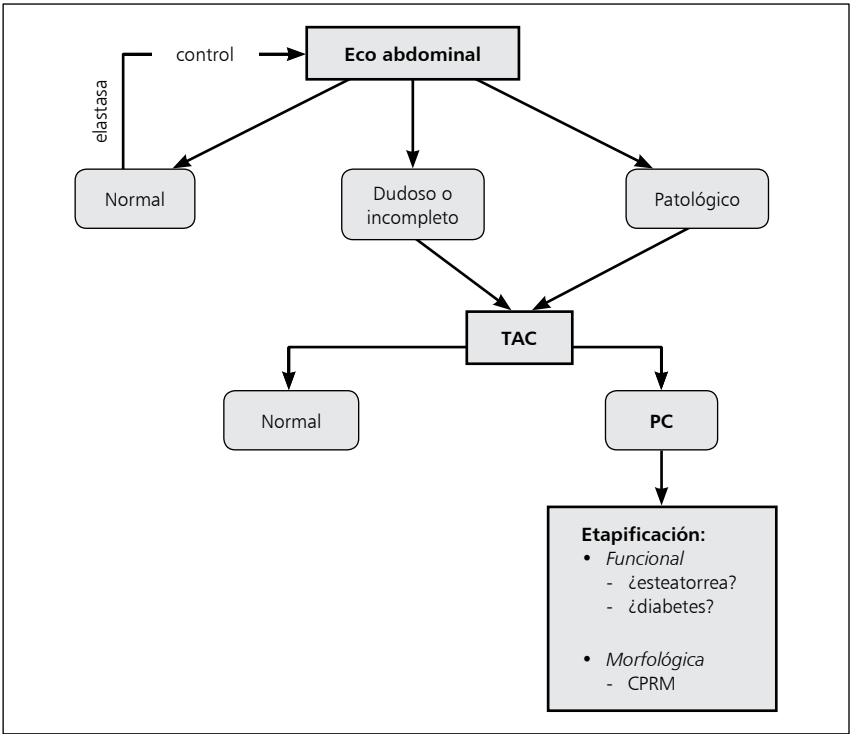 control
Eco abdominal
elastasa
Normal
Dudoso o
incompleto
Patológico
TAC
Normal
PC
Etapificación:
• Funcional
- ¿esteatorrea?
- ¿diabetes?
• Morfológica
- CPRM